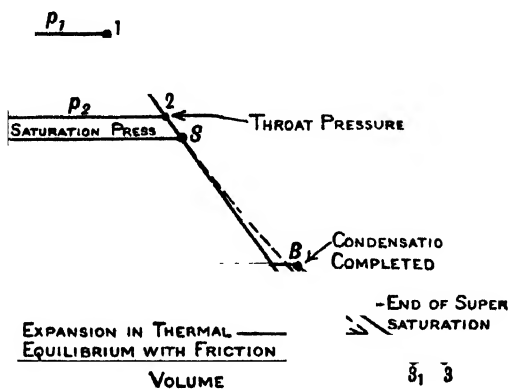 p₁ 1
p₂ 2
THROAT PRESSURE
SATURATION PRESS S
B CONDENSATIO
COMPLETED
END OF SUPER
SATURATION
EXPANSION IN THERMAL
EQUILIBRIUM WITH FRICTION
3₁ 3
VOLUME